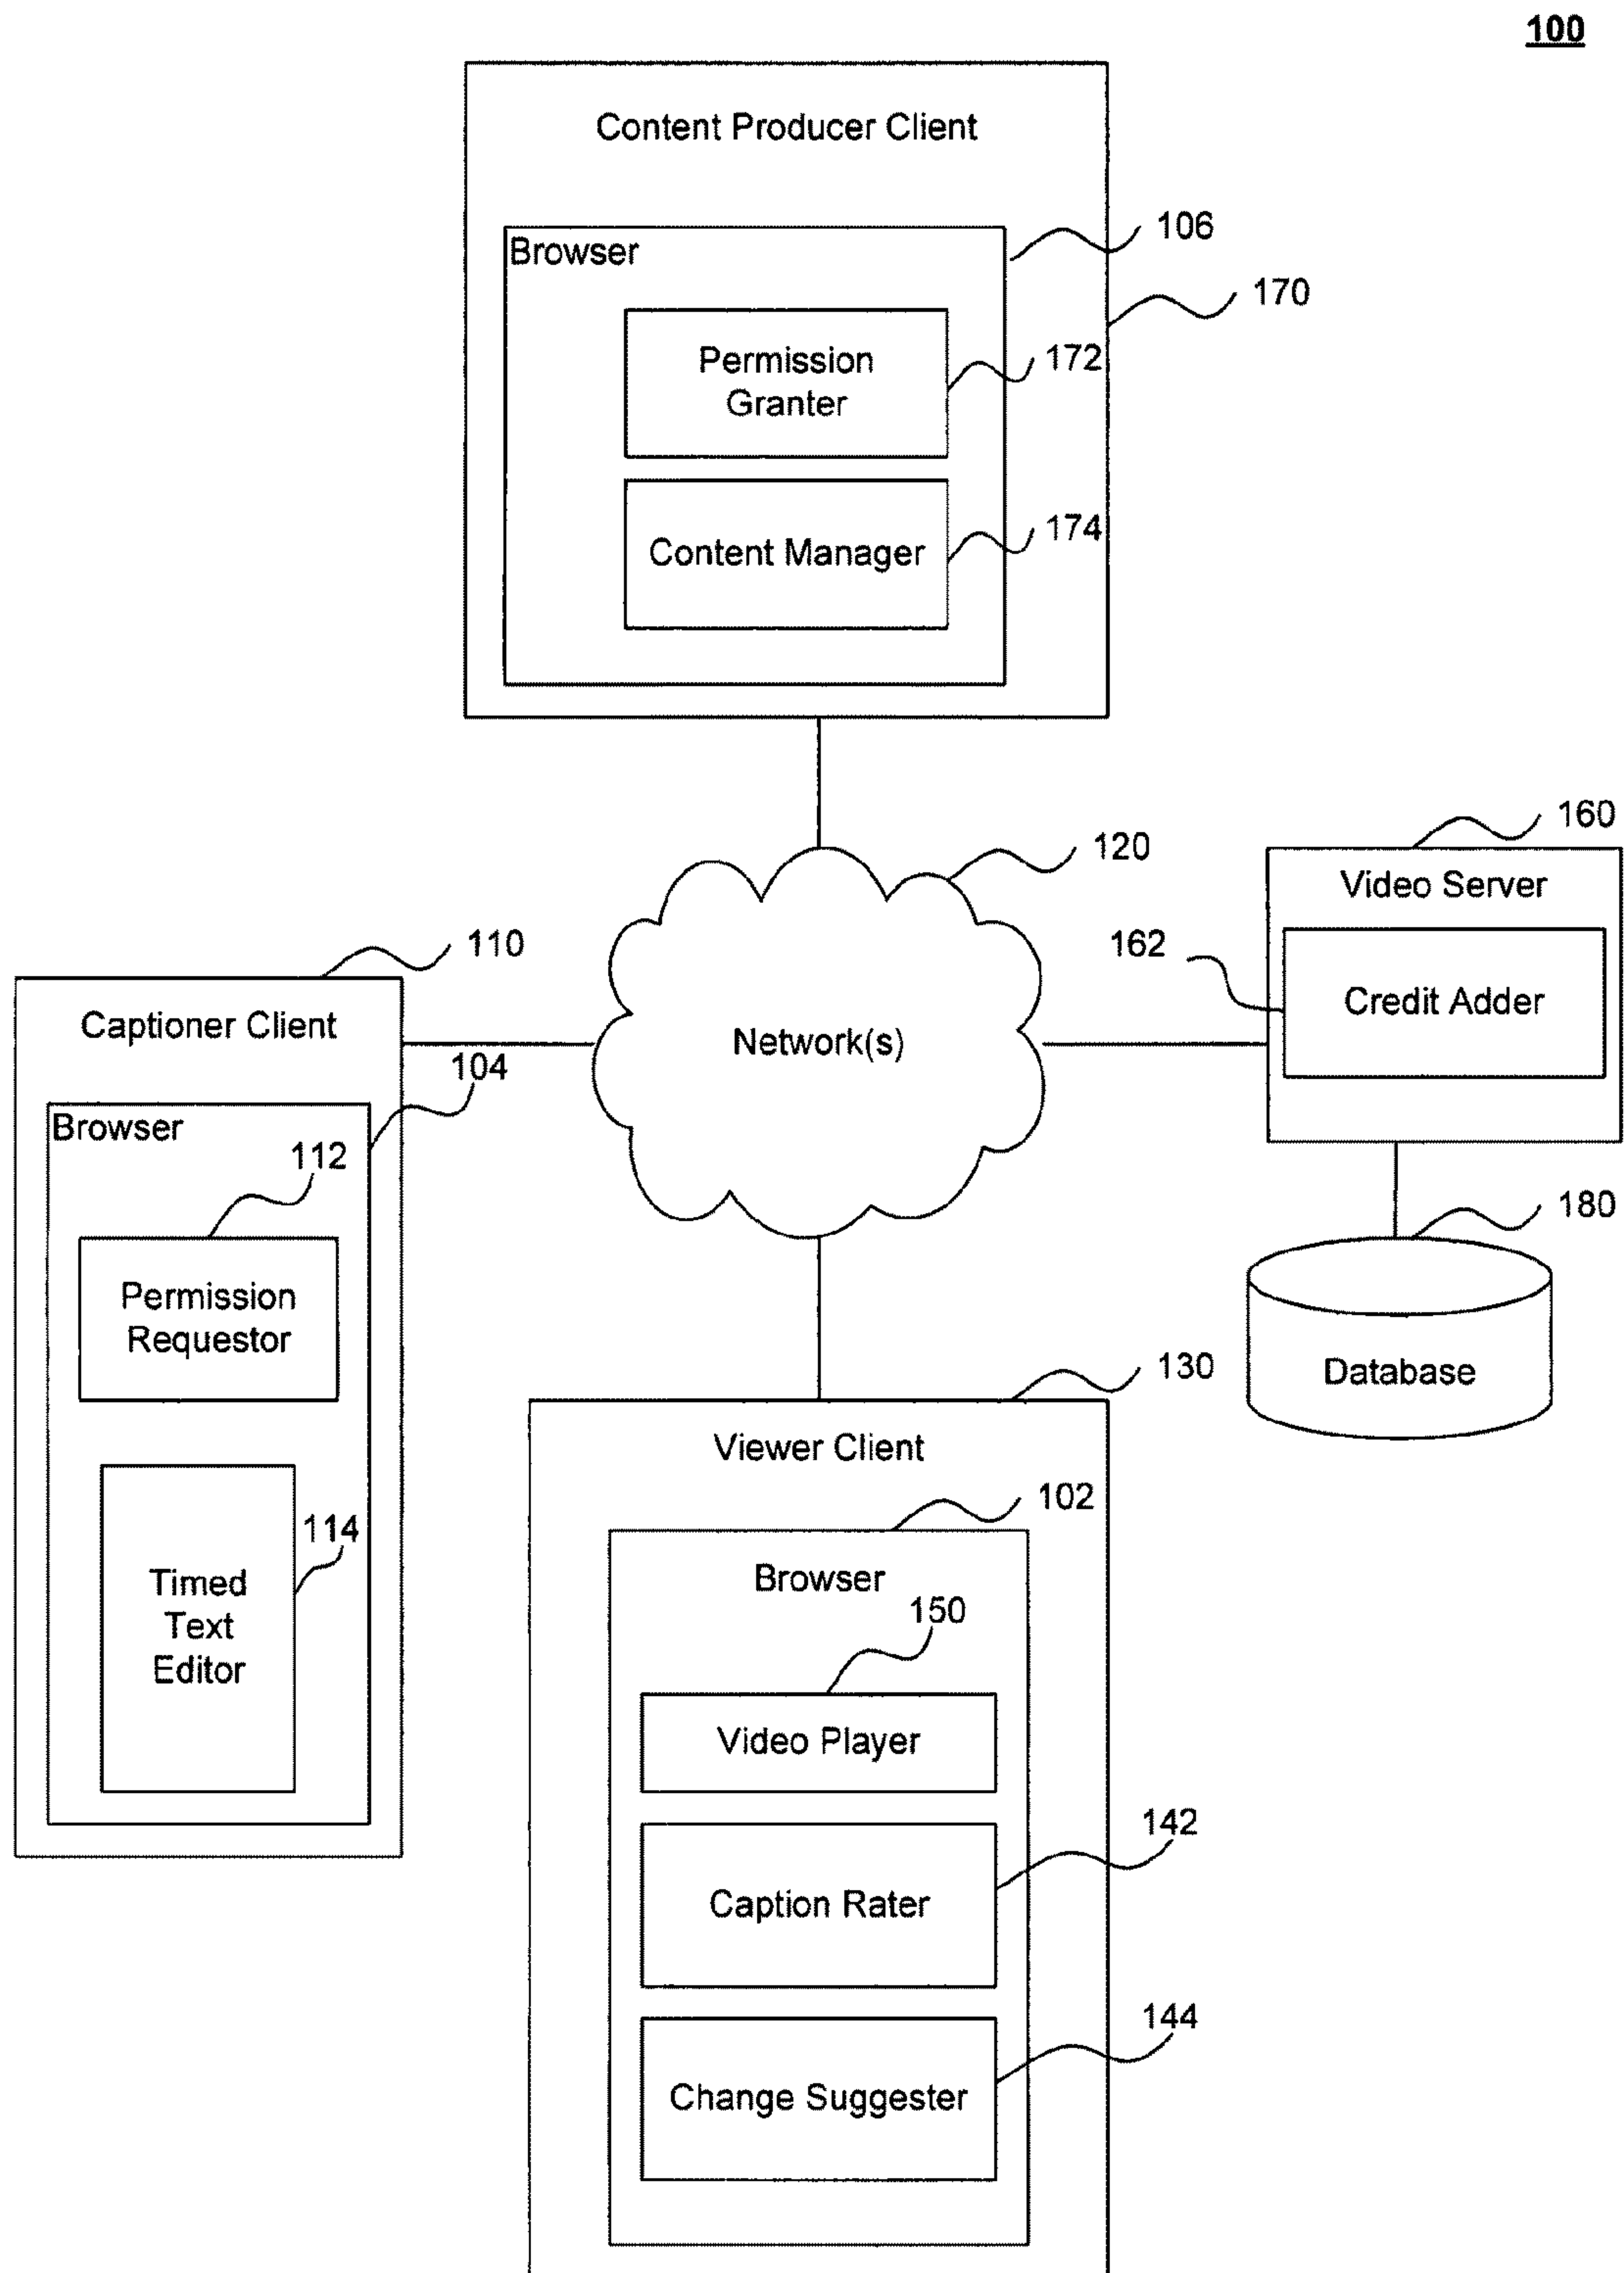 100
Content Producer Client
106
Browser
170
Permission
Granter
172
Content Manager
174
120
160
Video Server
162
Credit Adder
110
Captioner Client
Network(s)
104
Browser
112
Permission
Requestor
180
Database
130
Viewer Client
102
Browser
114
Timed
Text
Editor
150
Video Player
142
Caption Rater
144
Change Suggester